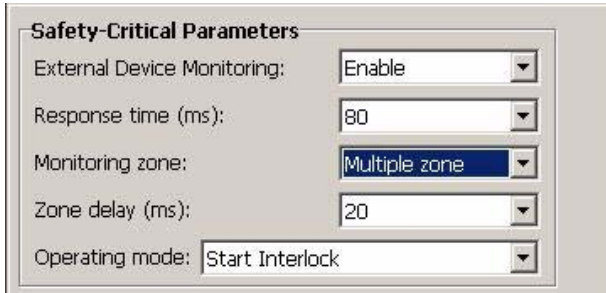 Safety-Critical Parameters
External Device Monitoring: Enable
Response time (ms): 80
Monitoring zone: Multiple zone
Zone delay (ms): 20
Operating mode: Start Interlock